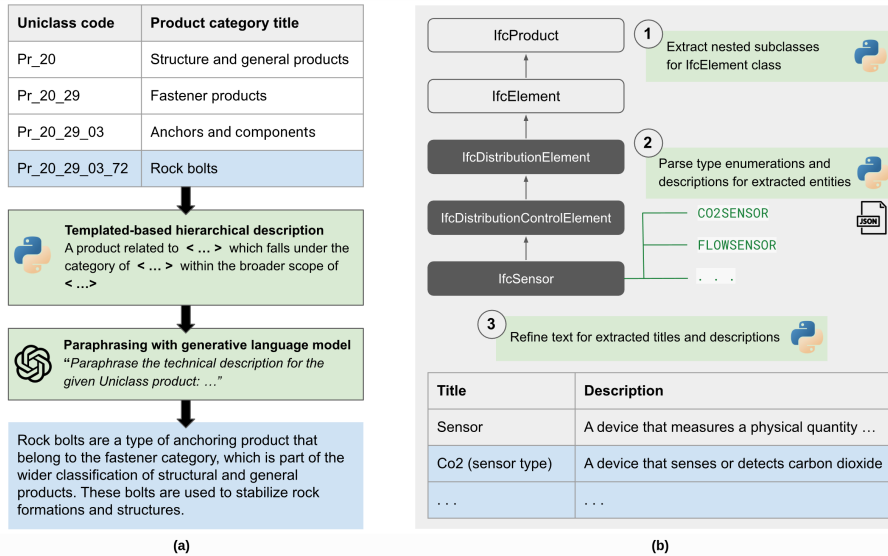 Uniclass code Product category title
Pr_20 Structure and general products
Pr_20_29 Fastener products
Pr_20_29_03 Anchors and components
Pr_20_29_03_72 Rock bolts
Templated-based hierarchical description
A product related to < ... > which falls under the
category of < ... > within the broader scope of
< ...>
Paraphrasing with generative language model
“Paraphrase the technical description for the
given Uniclass product: …”
Rock bolts are a type of anchoring product that
belong to the fastener category, which is part of the
wider classification of structural and general
products. These bolts are used to stabilize rock
formations and structures.
(a)
IfcProduct
IfcElement
IfcDistributionElement
IfcDistributionControlElement
IfcSensor
1
Extract nested subclasses
for IfcElement class
2
Parse type enumerations and
descriptions for extracted entities
JSON
CO2SENSOR
FLOWSENSOR
. . .
3
Refine text for extracted titles and descriptions
Title Description
Sensor A device that measures a physical quantity …
Co2 (sensor type) A device that senses or detects carbon dioxide
. . . . . .
(b)